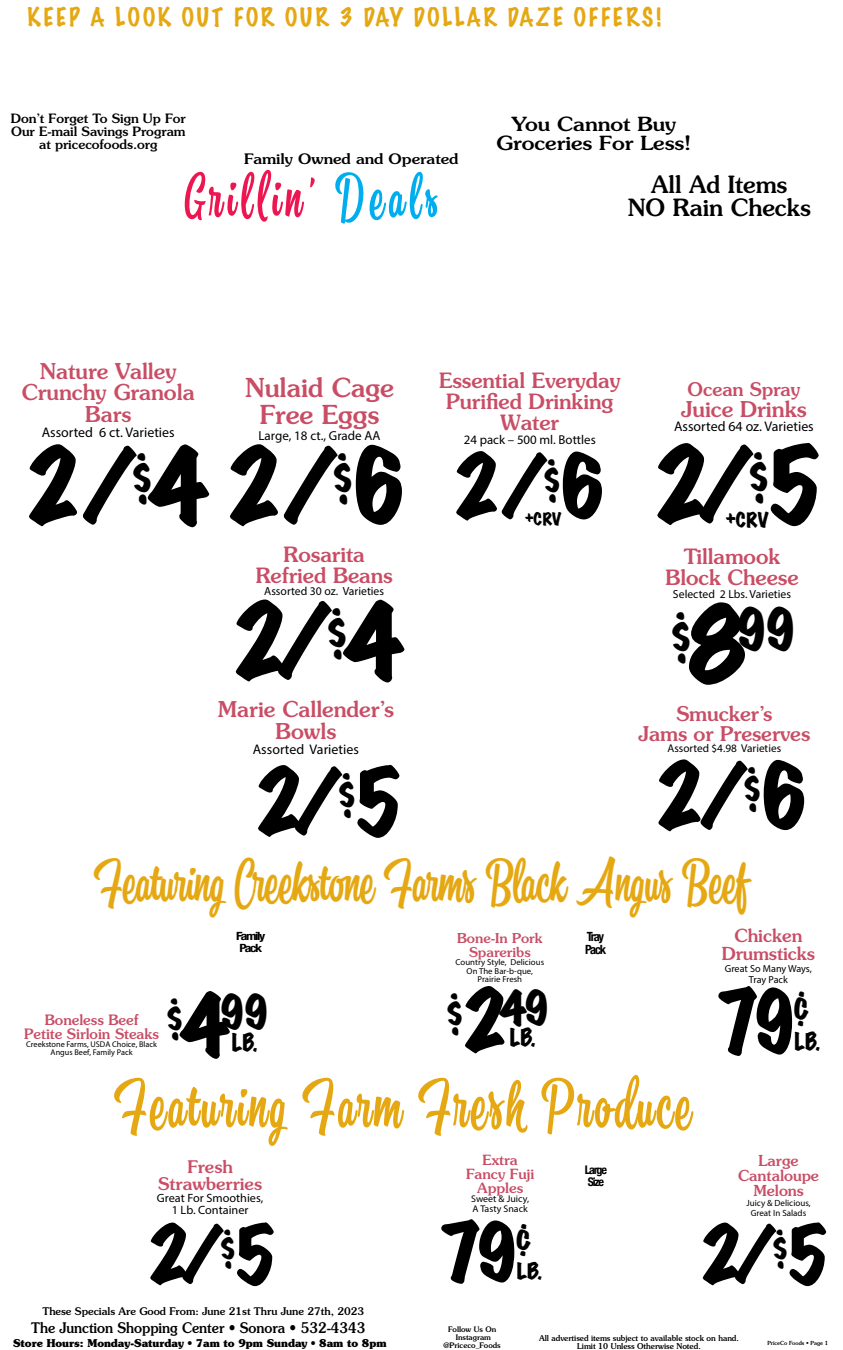 KEEP A LOOK OUT FOR OUR 3 DAY DOLLAR DAZE OFFERS!
Don't Forget To Sign Up For
Our E-mail Savings Program
at pricecofoods.org
You Cannot Buy
Groceries For Less!
Family Owned and Operated
Grillin' Deals
All Ad Items
NO Rain Checks
Nature Valley
Crunchy Granola
Bars
Assorted 6 ct. Varieties
2/$4
Nulaid Cage
Free Eggs
Large, 18 ct., Grade AA
2/$6
Essential Everyday
Purified Drinking
Water
24 pack – 500 ml. Bottles
2/$6
+CRV
Ocean Spray
Juice Drinks
Assorted 64 oz. Varieties
2/$5
+CRV
Rosarita
Refried Beans
Assorted 30 oz. Varieties
2/$4
Tillamook
Block Cheese
Selected 2 Lbs. Varieties
$8.99
Marie Callender's
Bowls
Assorted Varieties
2/$5
Smucker's
Jams or Preserves
Assorted $4.98 Varieties
2/$6
Featuring Creekstone Farms Black Angus Beef
Family
Pack
Boneless Beef
Petite Sirloin Steaks
Creekstone Farms, USDA Choice, Black
Angus Beef, Family Pack
$4.99
LB.
Bone-In Pork
Spareribs
Country Style, Delicious
On The Bar-b-que,
Prairie Fresh
$2.49
LB.
Tray
Pack
Chicken
Drumsticks
Great So Many Ways,
Tray Pack
79¢
LB.
Featuring Farm Fresh Produce
Fresh
Strawberries
Great For Smoothies,
1 Lb. Container
2/$5
Extra
Fancy Fuji
Apples
Sweet & Juicy,
A Tasty Snack
79¢
LB.
Large
Size
Large
Cantaloupe
Melons
Juicy & Delicious,
Great In Salads
2/$5
These Specials Are Good From: June 21st Thru June 27th, 2023
The Junction Shopping Center • Sonora • 532-4343
Store Hours: Monday-Saturday • 7am to 9pm Sunday • 8am to 8pm
Follow Us On
Instagram
@Priceco_Foods
All advertised items subject to available stock on hand.
Limit 10 Unless Otherwise Noted.
PriceCo Foods • Page 1